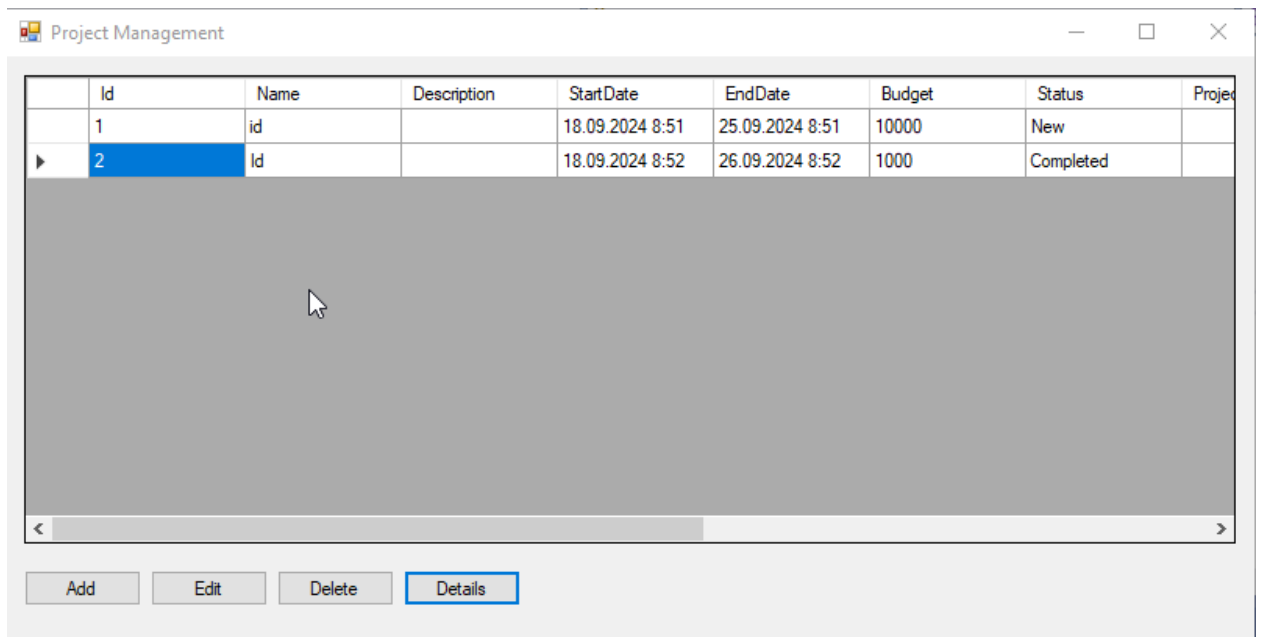 Project Management
Id Name Description StartDate EndDate Budget Status Projec
1 id 18.09.2024 8:51 25.09.2024 8:51 10000 New
2 Id 18.09.2024 8:52 26.09.2024 8:52 1000 Completed
Add Edit Delete Details